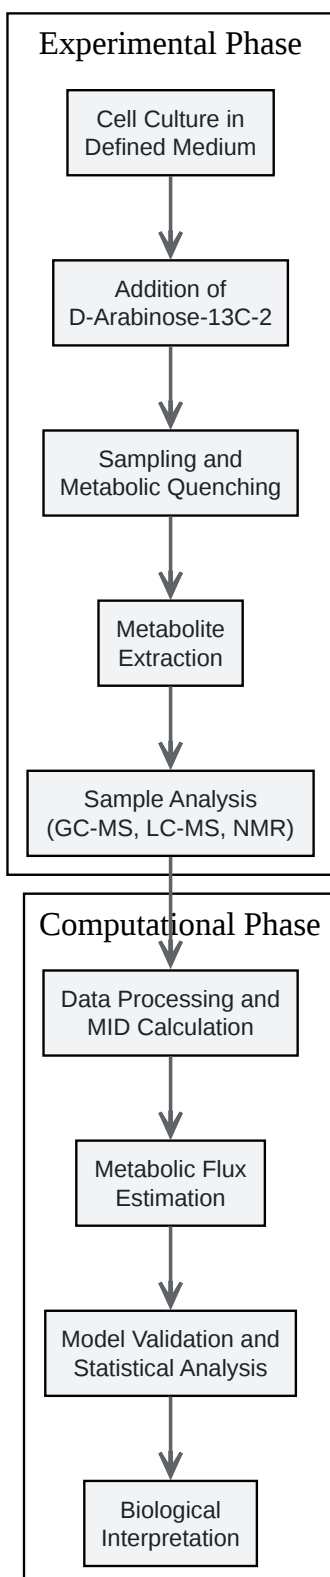 Experimental Phase
Cell Culture in
Defined Medium
Addition of
D-Arabinose-13C-2
Sampling and
Metabolic Quenching
Metabolite
Extraction
Sample Analysis
(GC-MS, LC-MS, NMR)
Computational Phase
Data Processing and
MID Calculation
Metabolic Flux
Estimation
Model Validation and
Statistical Analysis
Biological
Interpretation